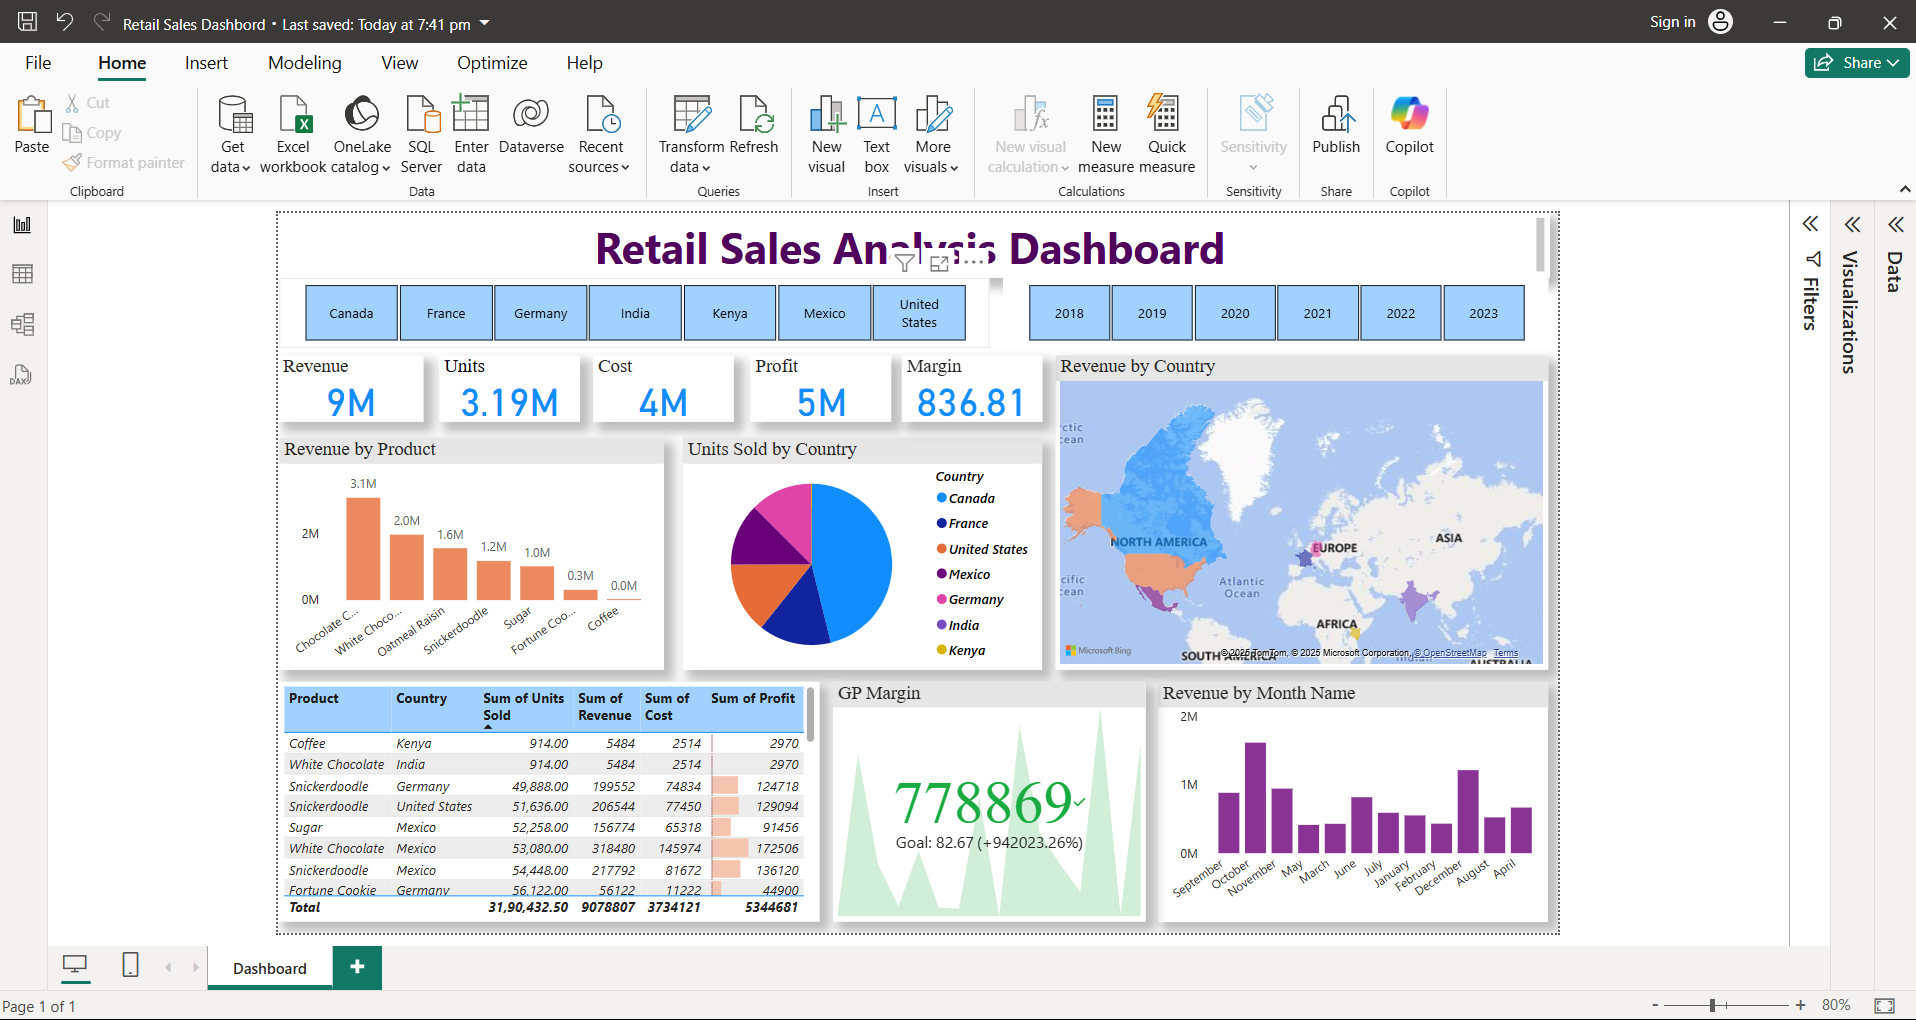 Retail Sales Dashbord • Last saved: Today at 7:41 pm
Sign in
File Home Insert Modeling View Optimize Help
Share
Paste
Cut
Copy
Format painter
Clipboard
Get data
Excel workbook
OneLake catalog
SQL Server
Enter data
Dataverse
Recent sources
Data
Transform data
Refresh
Queries
New visual
Text box
More visuals
Insert
New visual calculation
New measure
Quick measure
Calculations
Sensitivity
Sensitivity
Publish
Share
Copilot
Copilot
DAX
Retail Sales Analysis Dashboard
Canada France Germany India Kenya Mexico United States
2018 2019 2020 2021 2022 2023
Revenue
9M
Units
3.19M
Cost
4M
Profit
5M
Margin
836.81
Revenue by Product
3.1M
2.0M
1.6M
1.2M
1.0M
0.3M
0.0M
2M
0M
Chocolate C... White Choco... Oatmeal Raisin Snickerdoodle Sugar Fortune Coo... Coffee
Units Sold by Country
Country
Canada
France
United States
Mexico
Germany
India
Kenya
Revenue by Country
ctic
ean
NORTH AMERICA
EUROPE
ASIA
cific
ean
Atlantic
Ocean
AFRICA
SOUTH AMERICA
Indian
AUSTRALIA
Microsoft Bing
© 2025 TomTom, © 2025 Microsoft Corporation, © OpenStreetMap Terms
Product Country Sum of Units Sold Sum of Revenue Sum of Cost Sum of Profit
Coffee Kenya 914.00 5484 2514 2970
White Chocolate India 914.00 5484 2514 2970
Snickerdoodle Germany 49,888.00 199552 74834 124718
Snickerdoodle United States 51,636.00 206544 77450 129094
Sugar Mexico 52,258.00 156774 65318 91456
White Chocolate Mexico 53,080.00 318480 145974 172506
Snickerdoodle Mexico 54,448.00 217792 81672 136120
Fortune Cookie Germany 56,122.00 56122 11222 44900
Total 31,90,432.50 9078807 3734121 5344681
GP Margin
778869
Goal: 82.67 (+942023.26%)
Revenue by Month Name
2M
1M
0M
September October November May March June July January February December August April
Filters
Visualizations
Data
Dashboard
Page 1 of 1
- + 80%